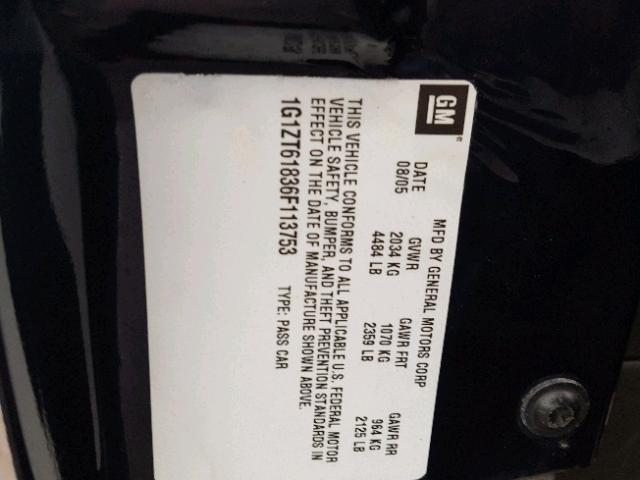 GM
MFD BY GENERAL MOTORS CORP
DATE GVWR GAWR FRT GAWR RR
08/05 2034 KG 1070 KG 964 KG
4484 LB 2359 LB 2125 LB
THIS VEHICLE CONFORMS TO ALL APPLICABLE U.S. FEDERAL MOTOR
VEHICLE SAFETY, BUMPER, AND THEFT PREVENTION STANDARDS IN
EFFECT ON THE DATE OF MANUFACTURE SHOWN ABOVE.
1G1ZT61836F113753 TYPE: PASS CAR